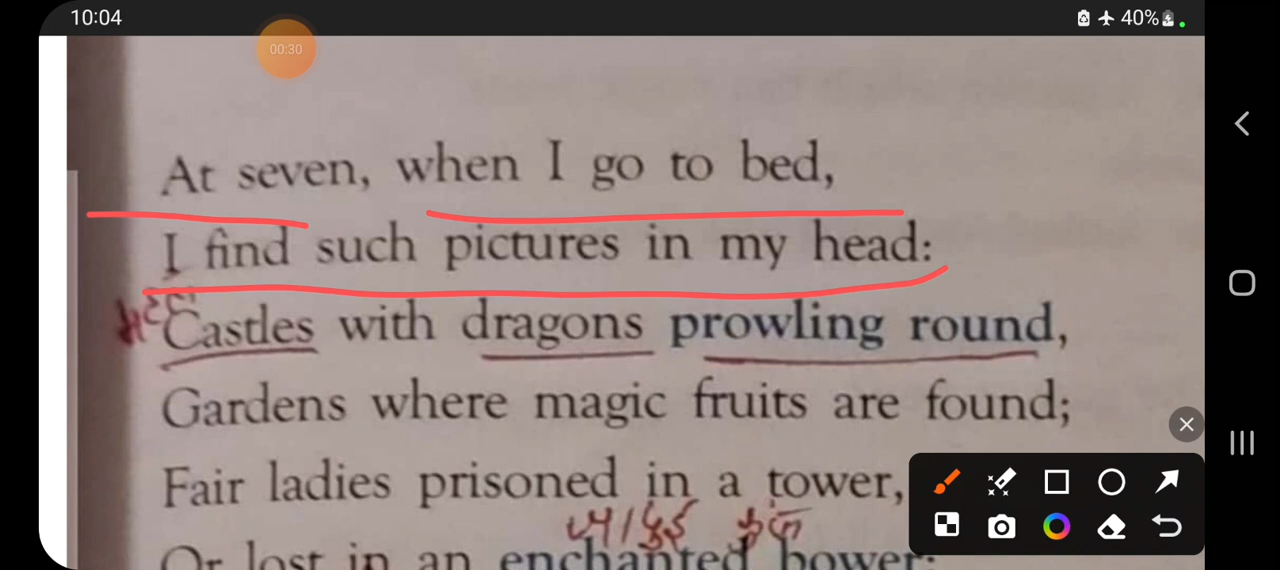 10:04
40%
00:30
At seven, when I go to bed,
I find such pictures in my head:
Castles with dragons prowling round,
Gardens where magic fruits are found;
Fair ladies prisoned in a tower,
Or lost in an enchanted bower;